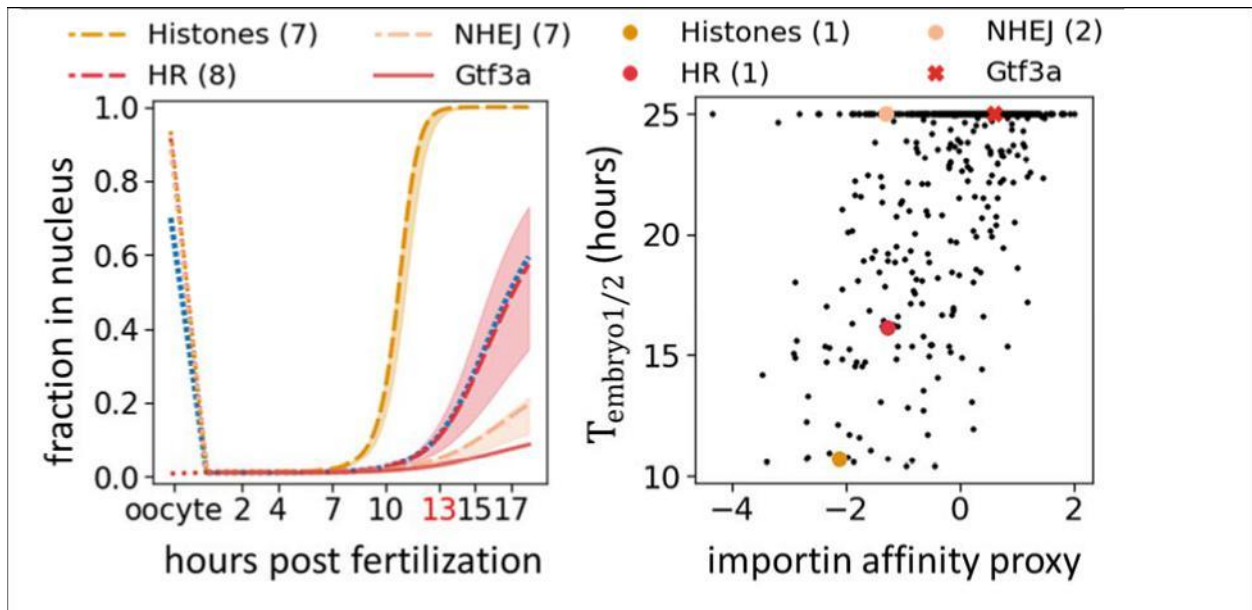 Histones (7) NHEJ (7) Histones (1) NHEJ (2)
HR (8) Gtf3a HR (1) Gtf3a
1.0
0.8
0.6
0.4
0.2
0.0
fraction in nucleus
oocyte 2 4 7 10 13 15 17
hours post fertilization
25
20
15
10
Tembryo1/2 (hours)
−4 −2 0 2
importin affinity proxy